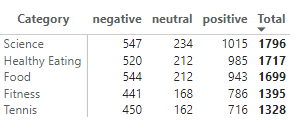 Category negative neutral positive Total
Science 547 234 1015 1796
Healthy Eating 520 212 985 1717
Food 544 212 943 1699
Fitness 441 168 786 1395
Tennis 450 162 716 1328